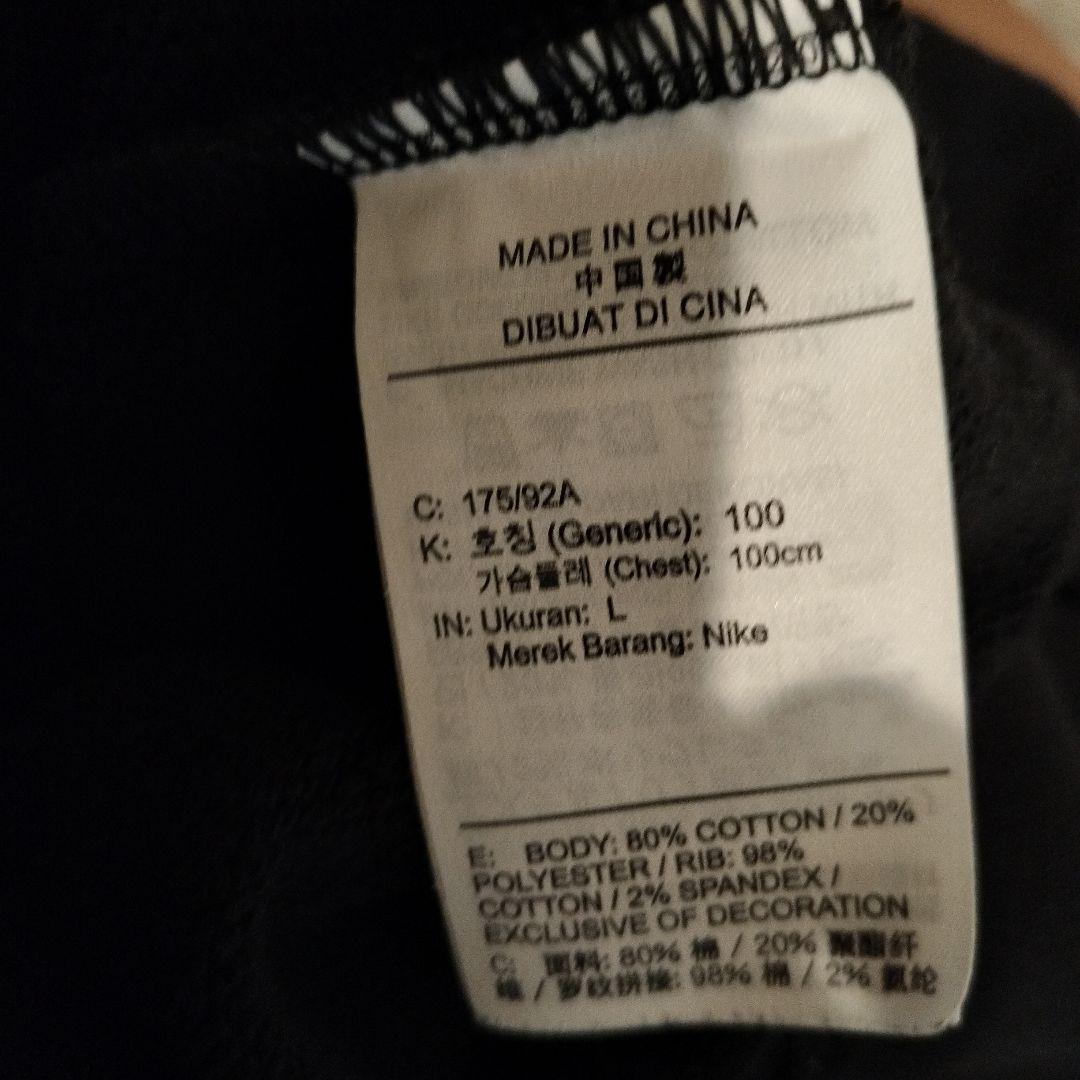 MADE IN CHINA
中国製
DIBUAT DI CINA
C: 175/92A
K: 호칭 (Generic): 100
가슴둘레 (Chest): 100cm
IN: Ukuran: L
Merek Barang: Nike
E: BODY: 80% COTTON / 20%
POLYESTER / RIB: 98%
COTTON / 2% SPANDEX /
EXCLUSIVE OF DECORATION
C: 面料: 80% 棉 / 20% 聚酯纤
维 / 罗纹拼接: 98% 棉 / 2% 氨纶